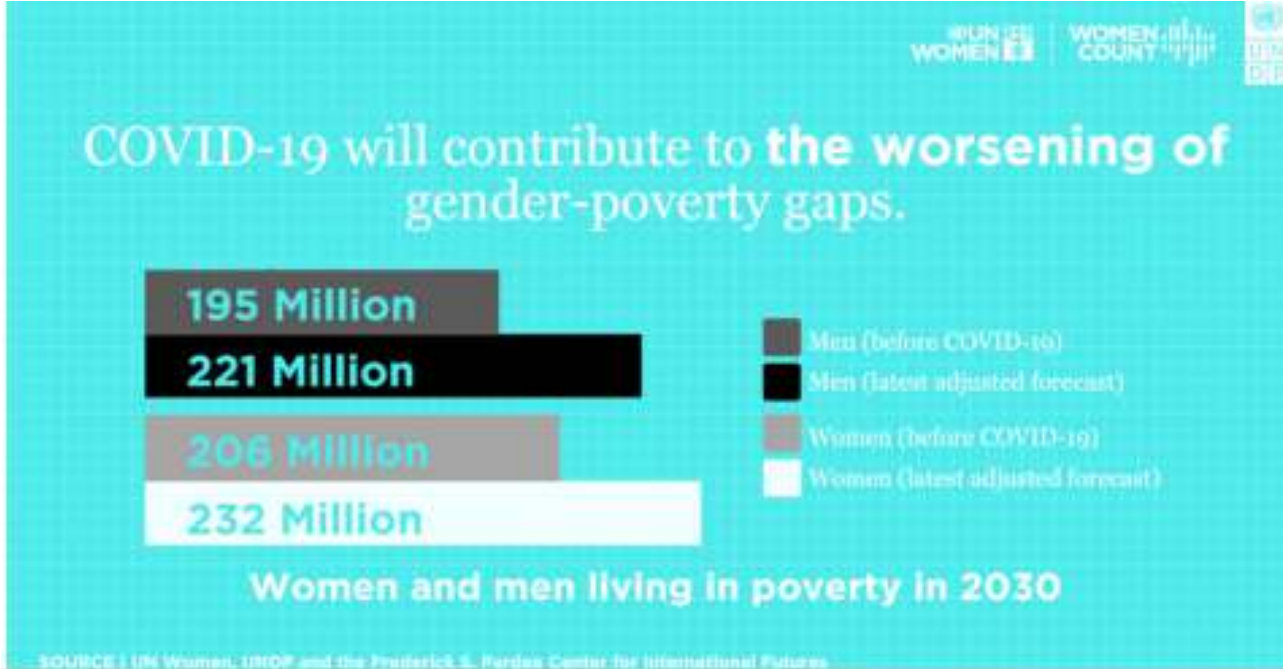 UN WOMEN
WOMEN COUNT
UNDP
COVID-19 will contribute to the worsening of
gender-poverty gaps.
195 Million
221 Million
206 Million
232 Million
Men (before COVID-19)
Men (latest adjusted forecast)
Women (before COVID-19)
Women (latest adjusted forecast)
Women and men living in poverty in 2030
SOURCE | UN Women, UNDP and the Frederick S. Pardee Center for International Futures